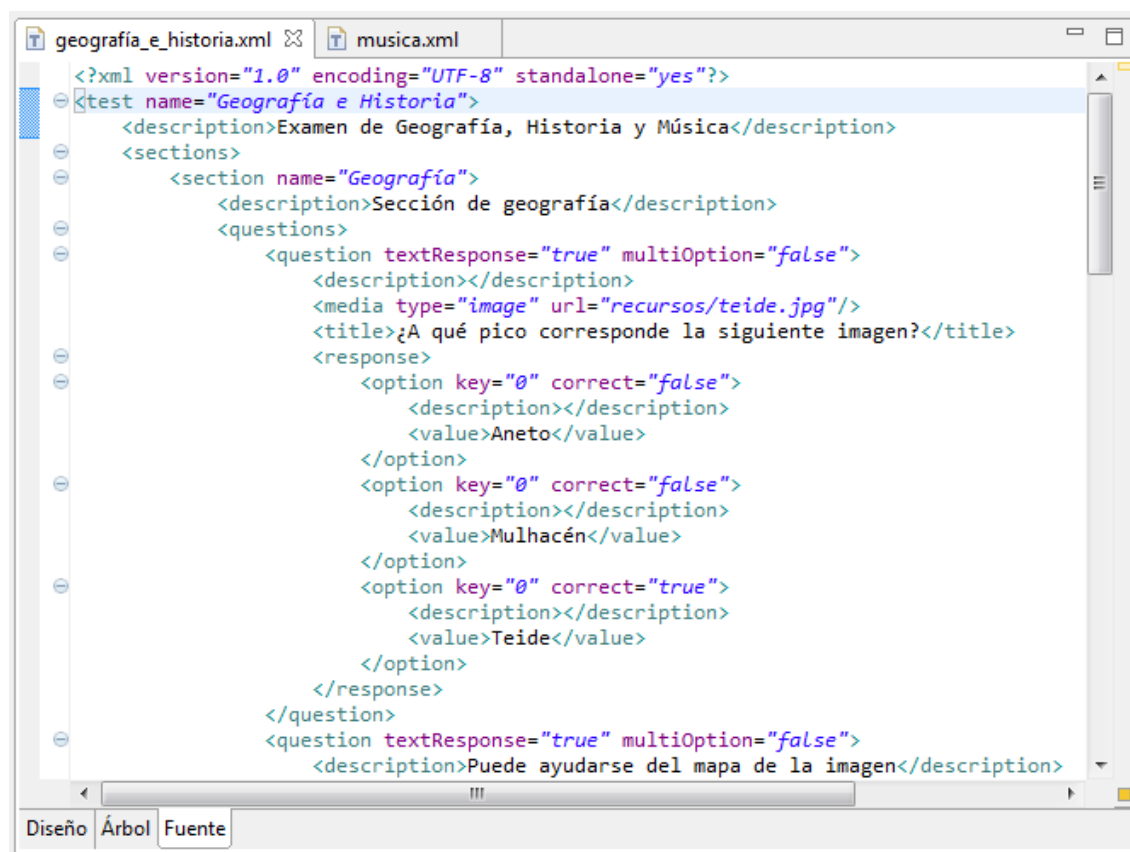 geografía_e_historia.xml musica.xml
<?xml version="1.0" encoding="UTF-8" standalone="yes"?>
<test name="Geografía e Historia">
<description>Examen de Geografía, Historia y Música</description>
<sections>
<section name="Geografía">
<description>Sección de geografía</description>
<questions>
<question textResponse="true" multiOption="false">
<description></description>
<media type="image" url="recursos/teide.jpg"/>
<title>¿A qué pico corresponde la siguiente imagen?</title>
<response>
<option key="0" correct="false">
<description></description>
<value>Aneto</value>
</option>
<option key="0" correct="false">
<description></description>
<value>Mulhacén</value>
</option>
<option key="0" correct="true">
<description></description>
<value>Teide</value>
</option>
</response>
</question>
<question textResponse="true" multiOption="false">
<description>Puede ayudarse del mapa de la imagen</description>
Diseño Árbol Fuente